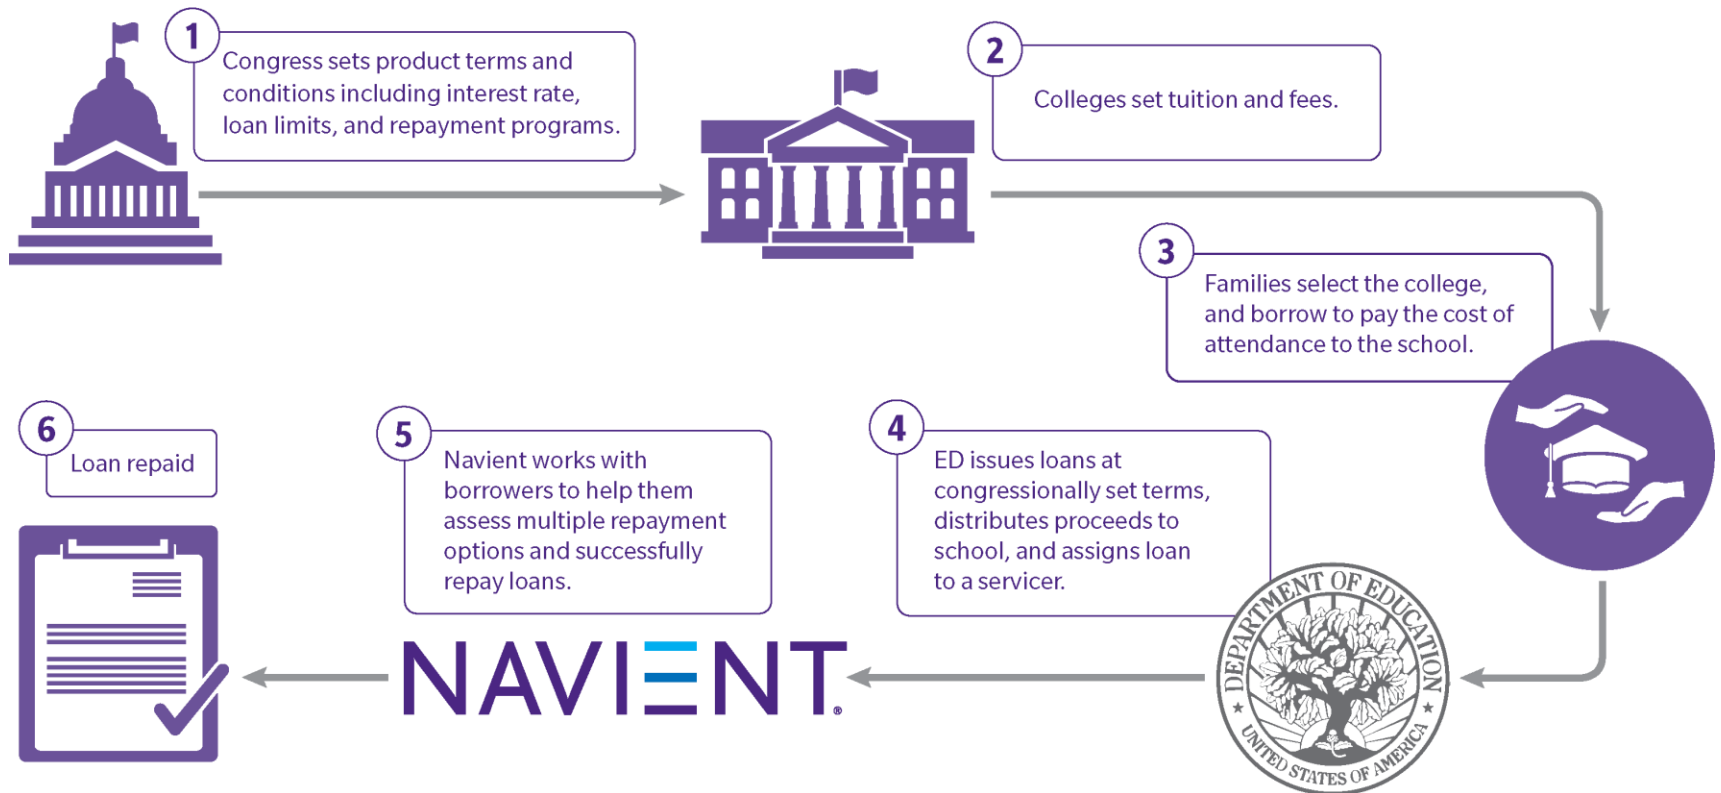 1
Congress sets product terms and
conditions including interest rate,
loan limits, and repayment programs.
2
Colleges set tuition and fees.
3
Families select the college,
and borrow to pay the cost of
attendance to the school.
4
ED issues loans at
congressionally set terms,
distributes proceeds to
school, and assigns loan
to a servicer.
DEPARTMENT OF EDUCATION
★ UNITED STATES OF AMERICA ★
5
Navient works with
borrowers to help them
assess multiple repayment
options and successfully
repay loans.
NAVIENT®
6
Loan repaid